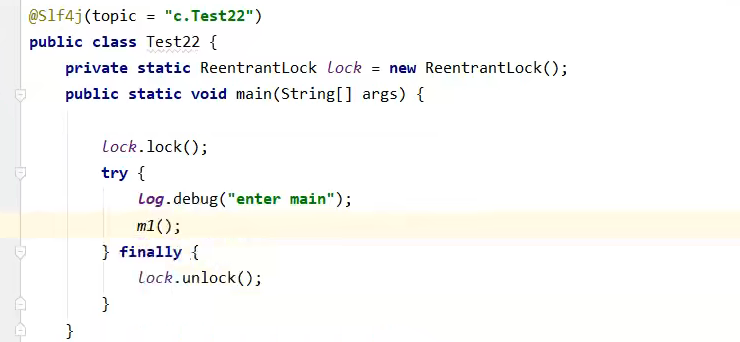 @Slf4j(topic = "c.Test22")
public class Test22 {
    private static ReentrantLock lock = new ReentrantLock();
    public static void main(String[] args) {
        lock.lock();
        try {
            log.debug("enter main");
            m1();
        } finally {
            lock.unlock();
        }
    }